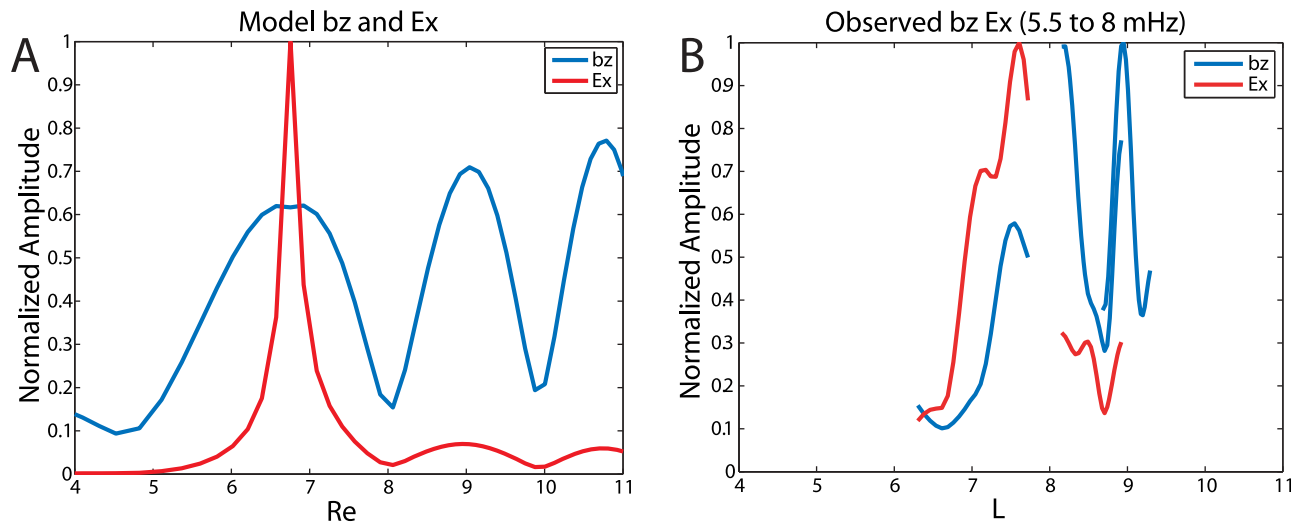 A
Model bz and Ex
Normalized Amplitude
1
0.9
0.8
0.7
0.6
0.5
0.4
0.3
0.2
0.1
0
bz
Ex
4 5 6 7 8 9 10 11
Re
B
Observed bz Ex (5.5 to 8 mHz)
Normalized Amplitude
1
0.9
0.8
0.7
0.6
0.5
0.4
0.3
0.2
0.1
0
bz
Ex
4 5 6 7 8 9 10 11
L